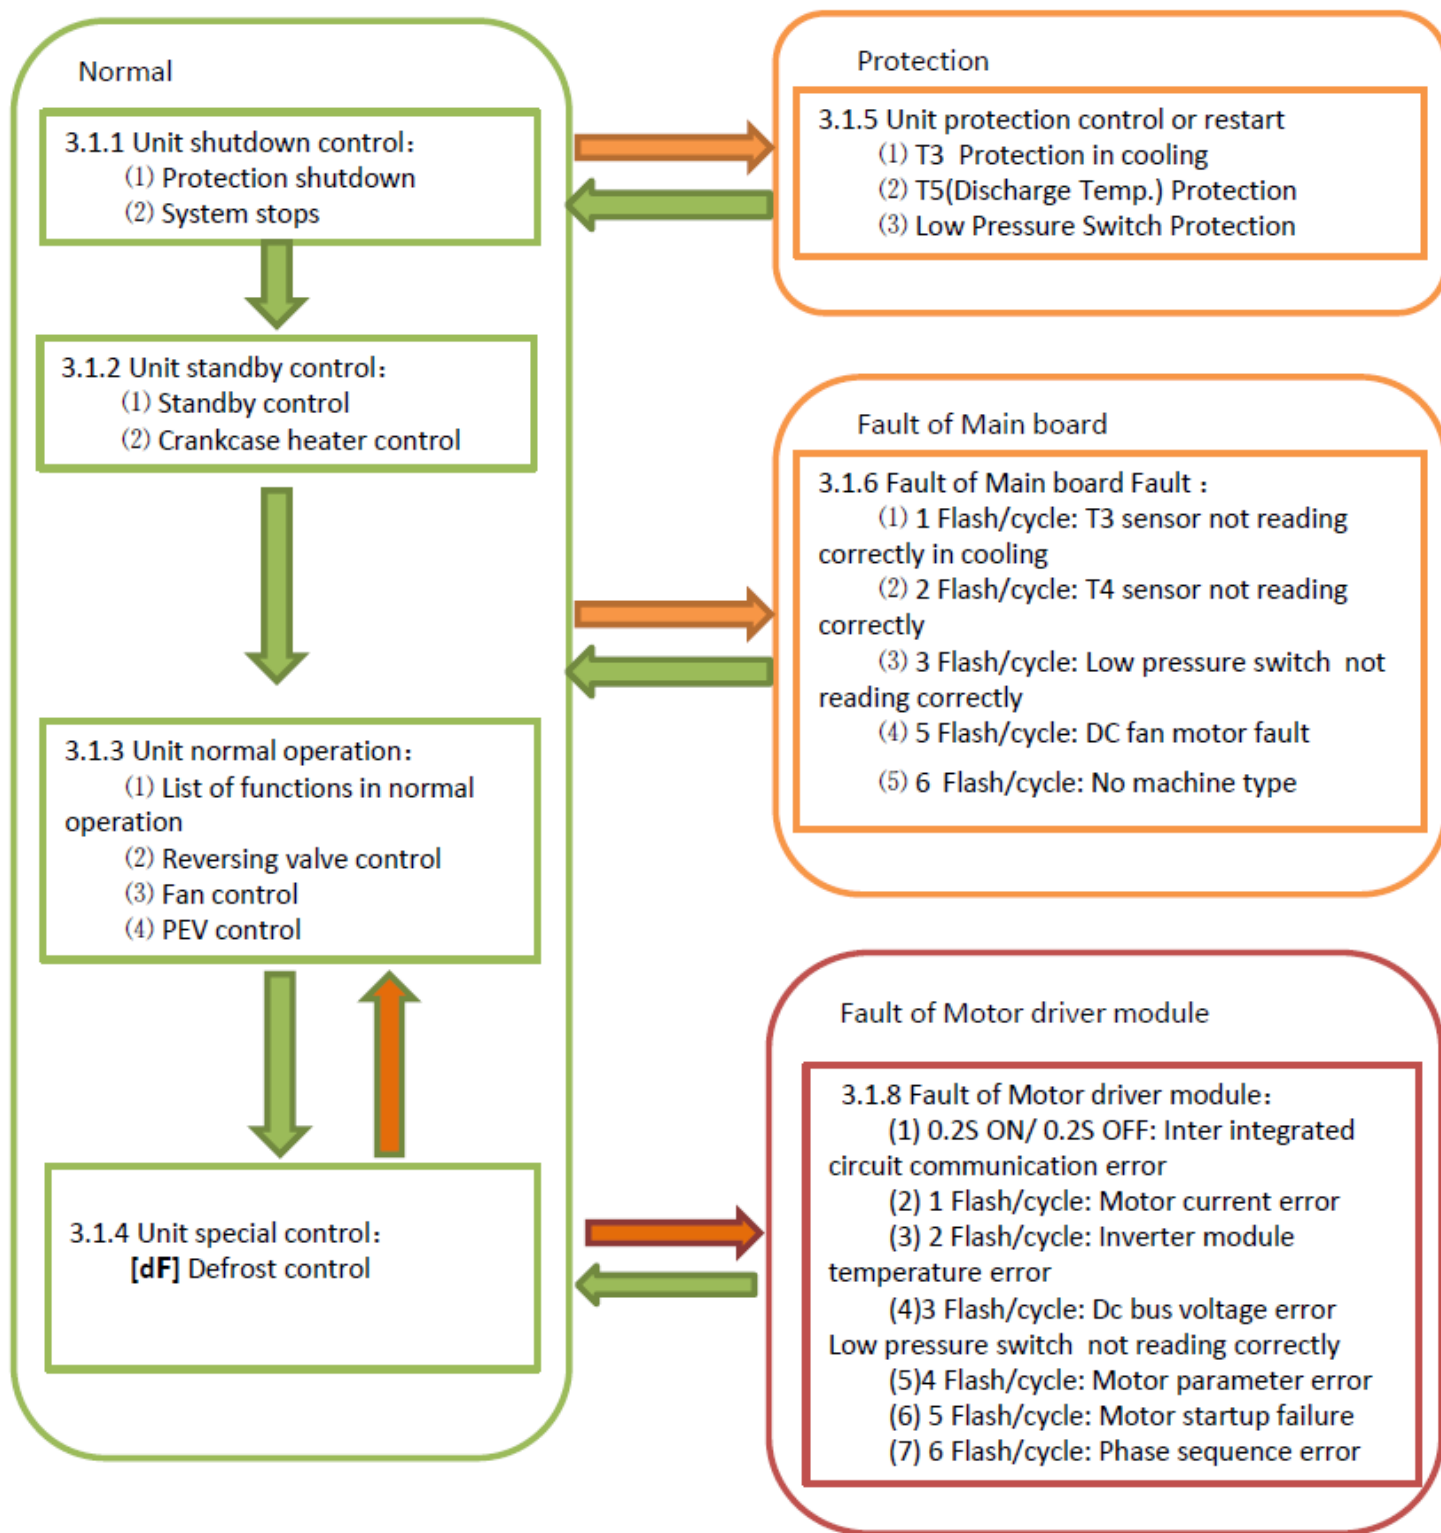 Normal
3.1.1 Unit shutdown control：
⑴ Protection shutdown
⑵ System stops
3.1.2 Unit standby control：
⑴ Standby control
⑵ Crankcase heater control
3.1.3 Unit normal operation：
⑴ List of functions in normal
operation
⑵ Reversing valve control
⑶ Fan control
⑷ PEV control
3.1.4 Unit special control：
[dF] Defrost control
Protection
3.1.5 Unit protection control or restart
⑴ T3 Protection in cooling
⑵ T5(Discharge Temp.) Protection
⑶ Low Pressure Switch Protection
Fault of Main board
3.1.6 Fault of Main board Fault：
⑴ 1 Flash/cycle: T3 sensor not reading
correctly in cooling
⑵ 2 Flash/cycle: T4 sensor not reading
correctly
⑶ 3 Flash/cycle: Low pressure switch not
reading correctly
⑷ 5 Flash/cycle: DC fan motor fault
⑸ 6 Flash/cycle: No machine type
Fault of Motor driver module
3.1.8 Fault of Motor driver module：
(1) 0.2S ON/ 0.2S OFF: Inter integrated
circuit communication error
(2) 1 Flash/cycle: Motor current error
(3) 2 Flash/cycle: Inverter module
temperature error
(4)3 Flash/cycle: Dc bus voltage error
Low pressure switch not reading correctly
(5)4 Flash/cycle: Motor parameter error
(6) 5 Flash/cycle: Motor startup failure
(7) 6 Flash/cycle: Phase sequence error